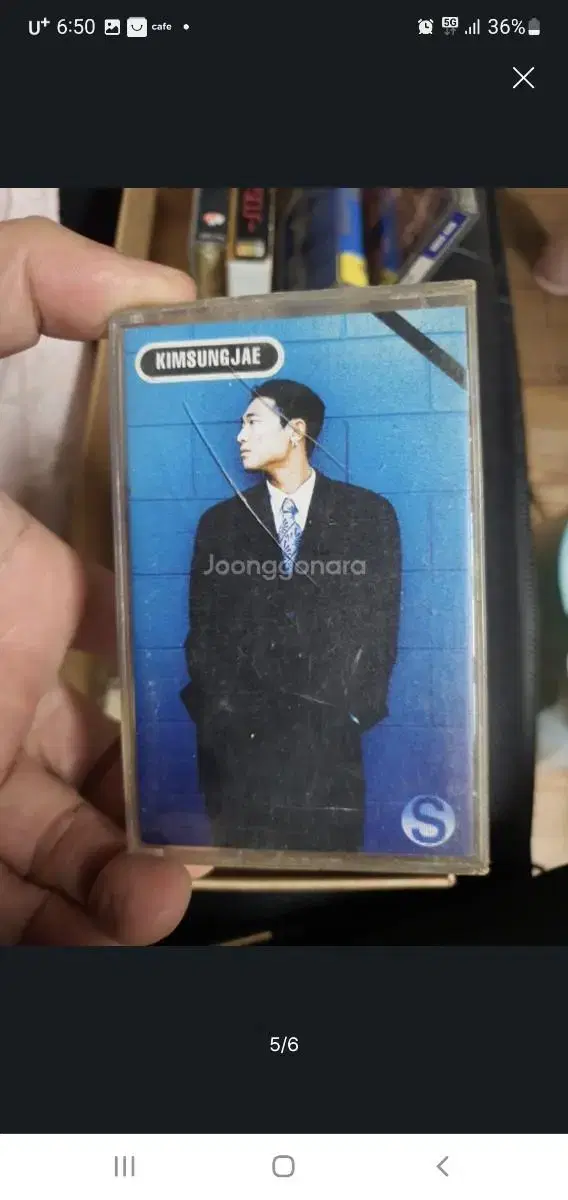 U+ 6:50 cafe 5G 36%
KIMSUNGJAE
Joonggonara
S
5/6